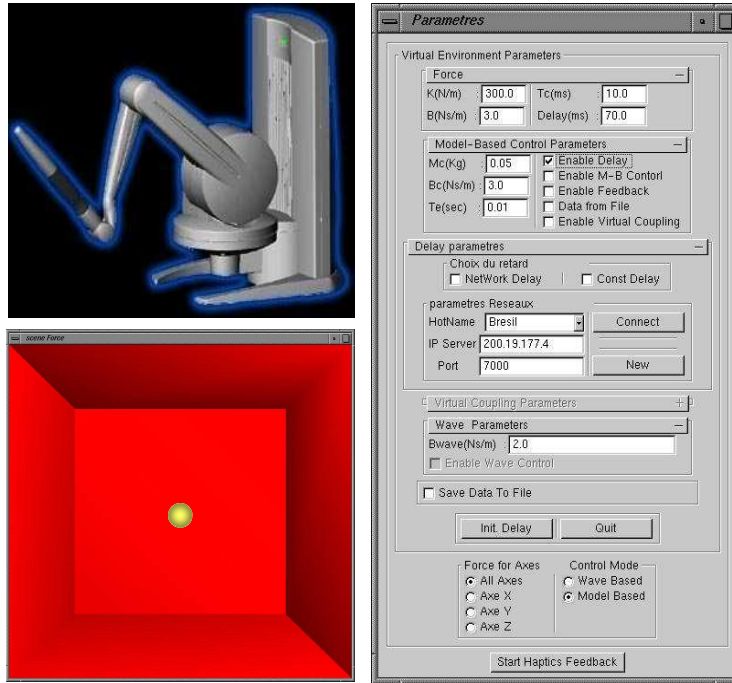 Parametres
Virtual Environment Parameters
Force
K(N/m) : 300.0 Tc(ms) : 10.0
B(Ns/m) : 3.0 Delay(ms) : 70.0
Model-Based Control Parameters
Mc(Kg) : 0.05
Bc(Ns/m) : 3.0
Te(sec) : 0.01
Enable Delay
Enable M-B Contorl
Enable Feedback
Data from File
Enable Virtual Coupling
Delay parametres
Choix du retard
NetWork Delay Const Delay
parametres Reseaux
HotName Bresil Connect
IP Server 200.19.177.4
Port 7000 New
Virtual Coupling Parameters
Wave Parameters
Bwave(Ns/m) : 2.0
Enable Wave Control
Save Data To File
Init. Delay Quit
Force for Axes
All Axes
Axe X
Axe Y
Axe Z
Control Mode
Wave Based
Model Based
Start Haptics Feedback
scene Force